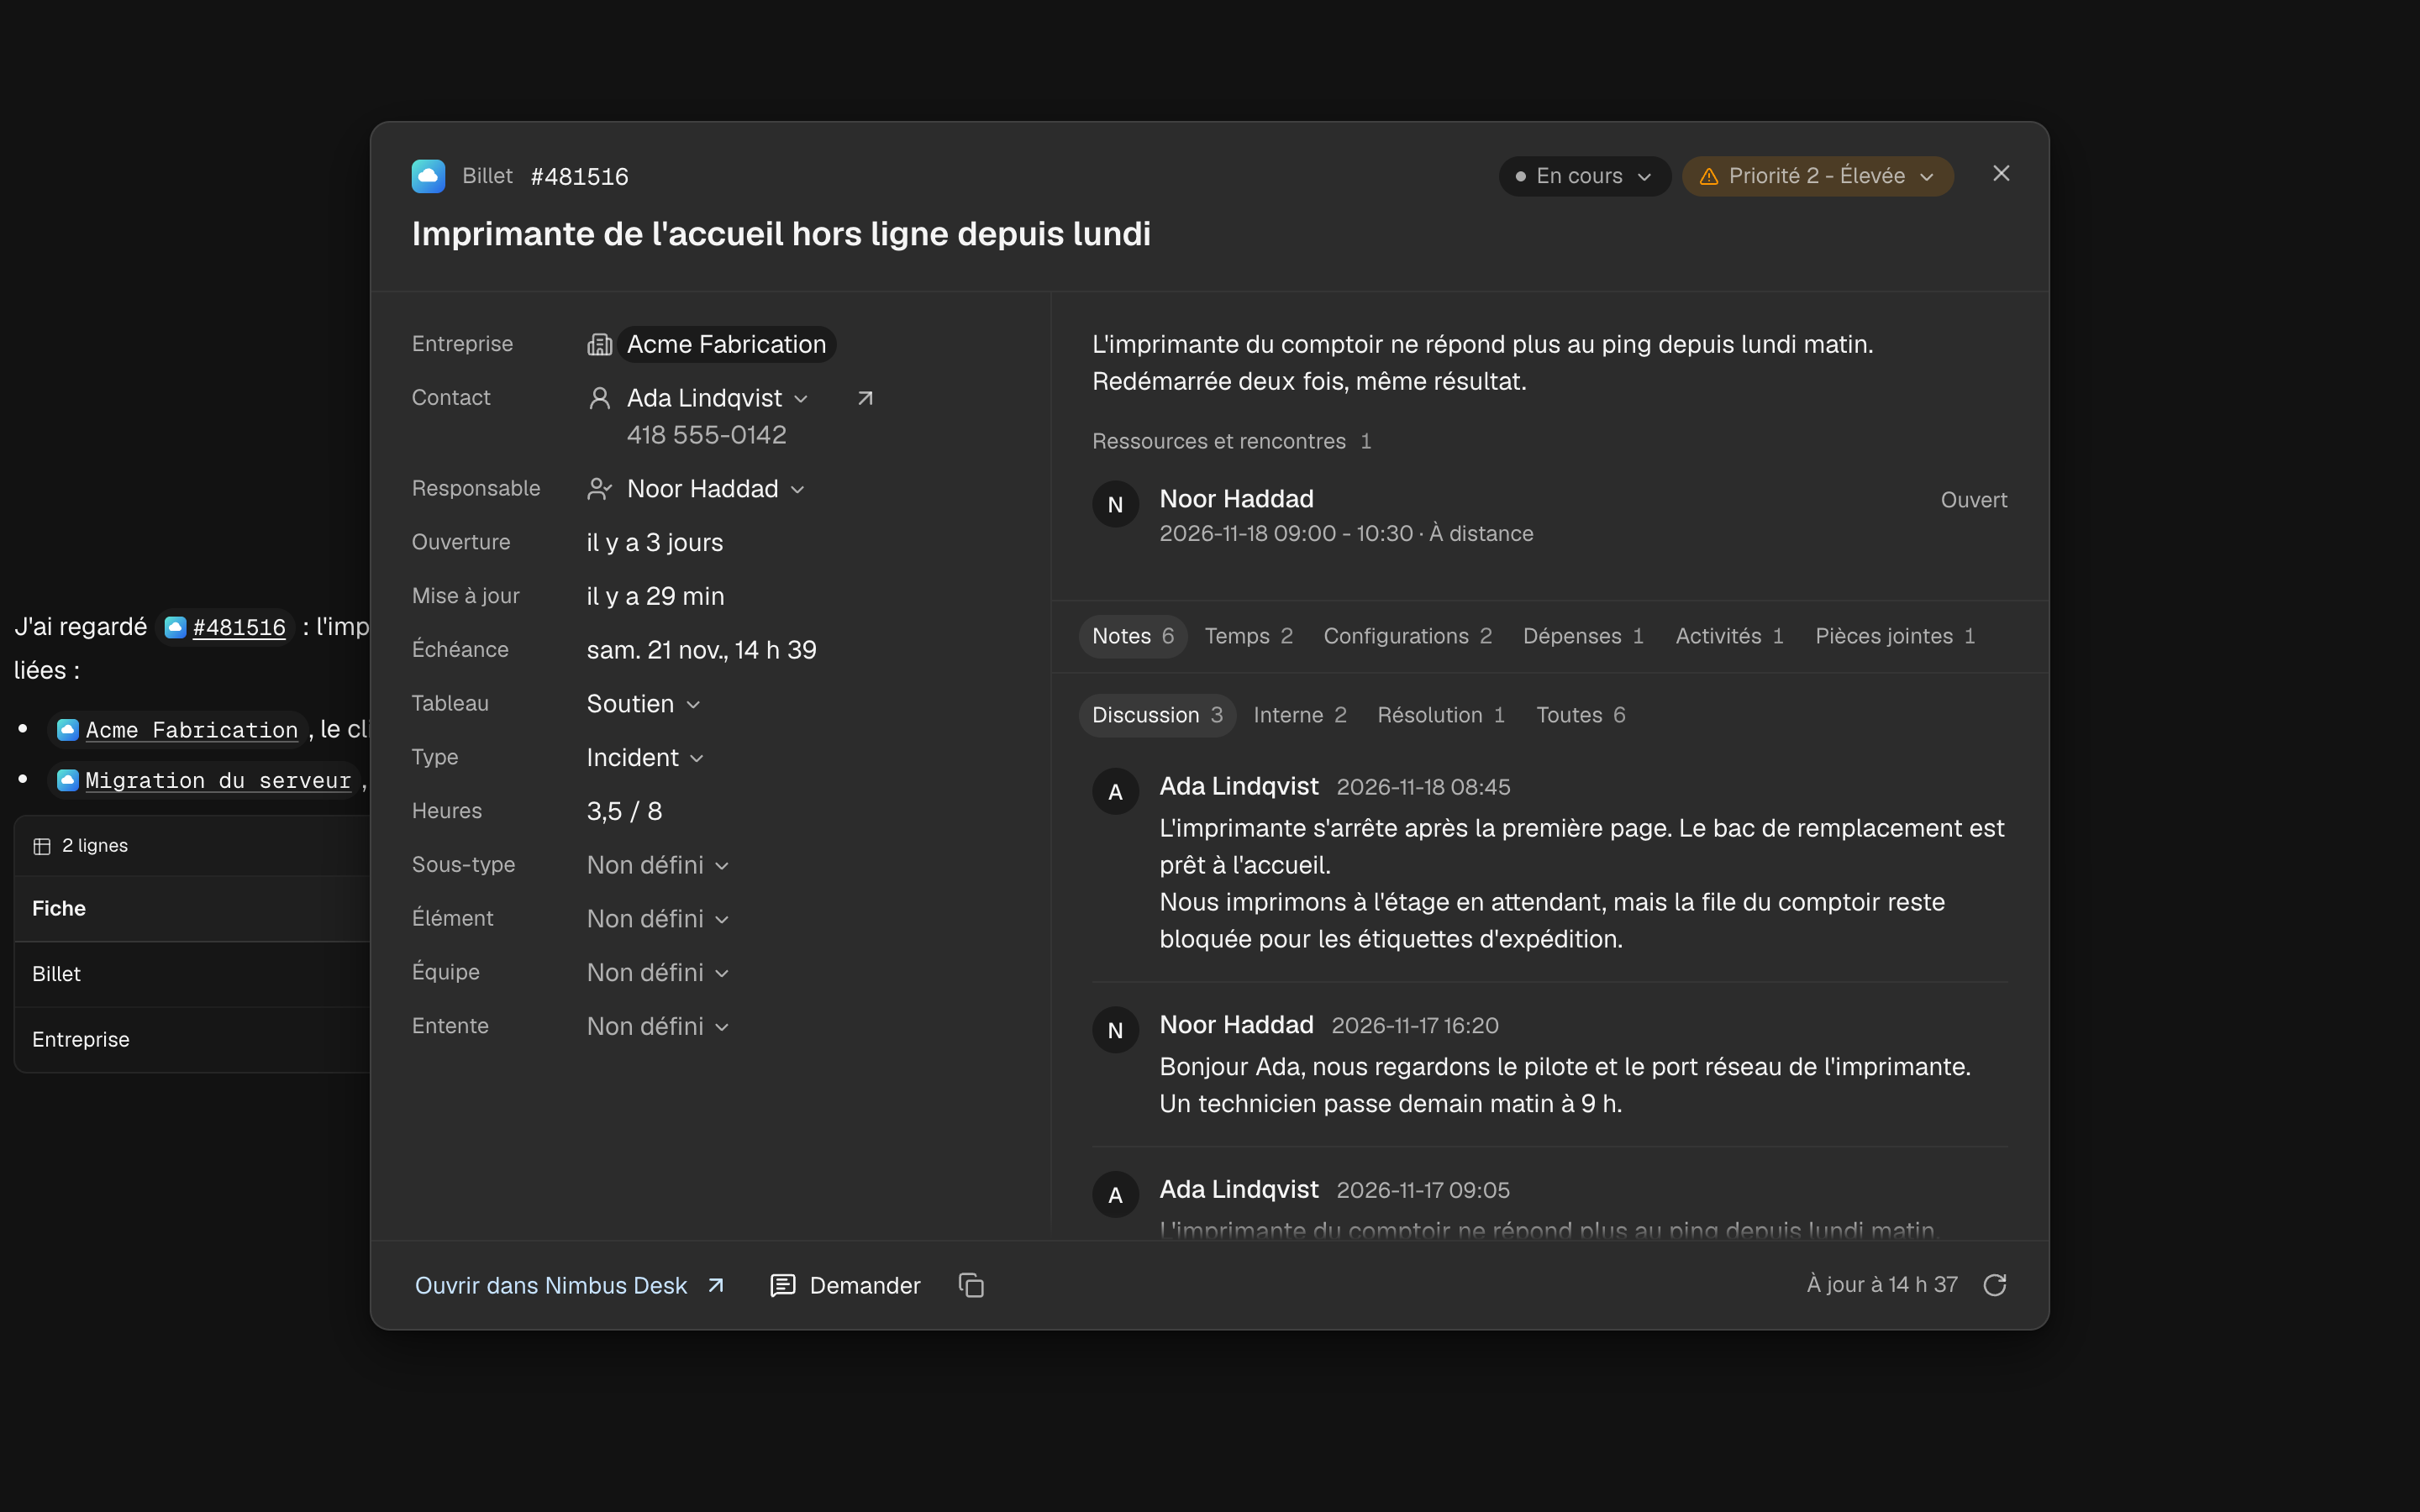 Billet #481516
En cours
Priorité 2 - Élevée
Imprimante de l'accueil hors ligne depuis lundi
Entreprise Acme Fabrication
Contact Ada Lindqvist
418 555-0142
Responsable Noor Haddad
Ouverture il y a 3 jours
Mise à jour il y a 29 min
Échéance sam. 21 nov., 14 h 39
Tableau Soutien
Type Incident
Heures 3,5 / 8
Sous-type Non défini
Élément Non défini
Équipe Non défini
Entente Non défini
L'imprimante du comptoir ne répond plus au ping depuis lundi matin.
Redémarrée deux fois, même résultat.
Ressources et rencontres 1
N
Noor Haddad
Ouvert
2026-11-18 09:00 - 10:30 · À distance
Notes 6 Temps 2 Configurations 2 Dépenses 1 Activités 1 Pièces jointes 1
Discussion 3 Interne 2 Résolution 1 Toutes 6
A
Ada Lindqvist 2026-11-18 08:45
L'imprimante s'arrête après la première page. Le bac de remplacement est
prêt à l'accueil.
Nous imprimons à l'étage en attendant, mais la file du comptoir reste
bloquée pour les étiquettes d'expédition.
N
Noor Haddad 2026-11-17 16:20
Bonjour Ada, nous regardons le pilote et le port réseau de l'imprimante.
Un technicien passe demain matin à 9 h.
A
Ada Lindqvist 2026-11-17 09:05
L'imprimante du comptoir ne répond plus au ping depuis lundi matin.
Ouvrir dans Nimbus Desk
Demander
À jour à 14 h 37
J'ai regardé #481516 : l'imp
liées :
• Acme Fabrication , le cli
• Migration du serveur ,
2 lignes
Fiche
Billet
Entreprise